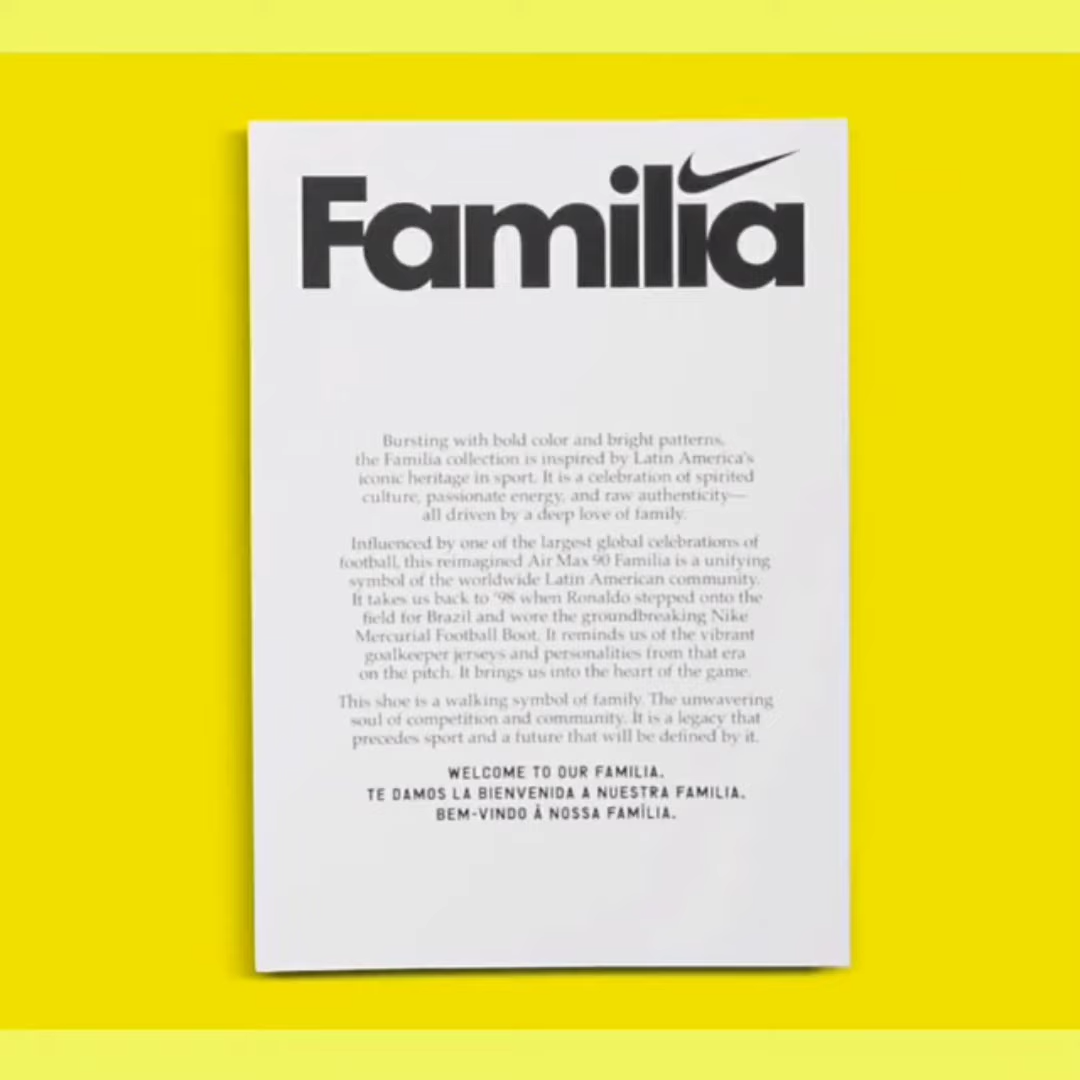 Familía
Bursting with bold color and bright patterns,
the Familia collection is inspired by Latin America's
iconic heritage in sport. It is a celebration of spirited
culture, passionate energy, and raw authenticity—
all driven by a deep love of family.
Influenced by one of the largest global celebrations of
football, this reimagined Air Max 90 Familia is a unifying
symbol of the worldwide Latin American community.
It takes us back to '98 when Ronaldo stepped onto the
field for Brazil and wore the groundbreaking Nike
Mercurial Football Boot. It reminds us of the vibrant
goalkeeper jerseys and personalities from that era
on the pitch. It brings us into the heart of the game.
This shoe is a walking symbol of family. The unwavering
soul of competition and community. It is a legacy that
precedes sport and a future that will be defined by it.
WELCOME TO OUR FAMILIA.
TE DAMOS LA BIENVENIDA A NUESTRA FAMILIA.
BEM-VINDO À NOSSA FAMÍLIA.